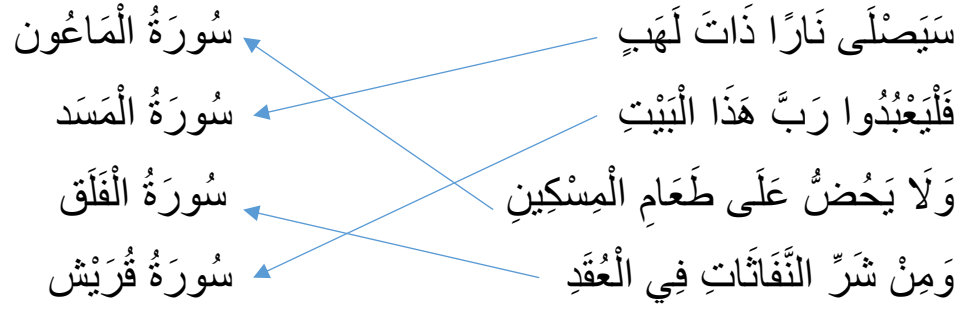 سَيَصْلَى نَارًا ذَاتَ لَهَبٍ سُورَةُ الْمَاعُون
فَلْيَعْبُدُوا رَبَّ هَذَا الْبَيْتِ سُورَةُ الْمَسَد
وَلَا يَحُضُّ عَلَى طَعَامِ الْمِسْكِينِ سُورَةُ الْفَلَق
وَمِنْ شَرِّ النَّفَاثَاتِ فِي الْعُقَدِ سُورَةُ قُرَيْش